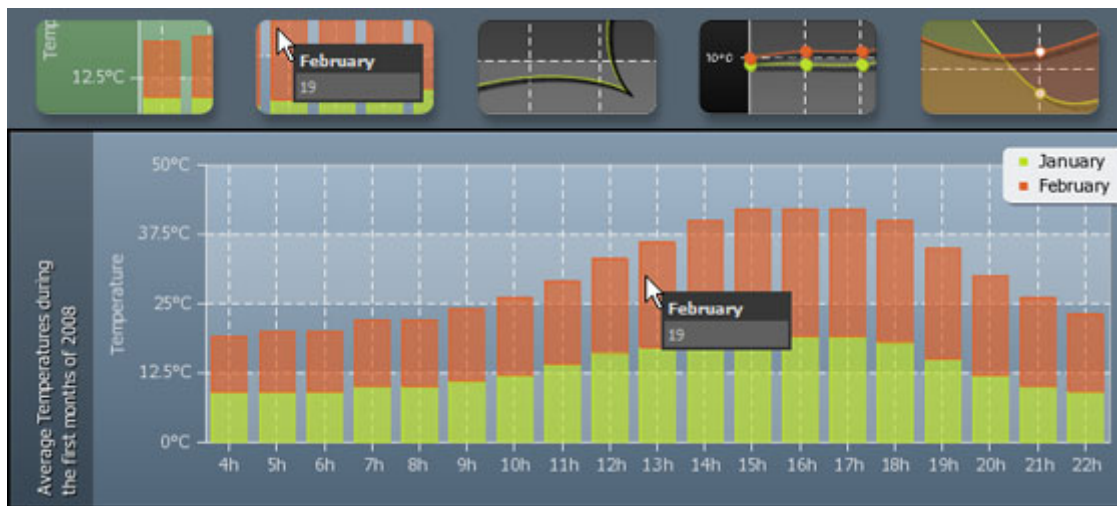 Temp
12.5°C
February
19
10°C
January
February
50°C
37.5°C
25°C
12.5°C
0°C
Temperature
Average Temperatures during
the first months of 2008
February
19
4h 5h 6h 7h 8h 9h 10h 11h 12h 13h 14h 15h 16h 17h 18h 19h 20h 21h 22h